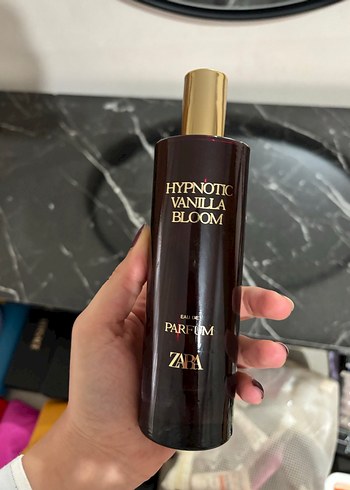 HYPNOTIC
VANILLA
BLOOM
EAU DE
PARFUM
ZARA